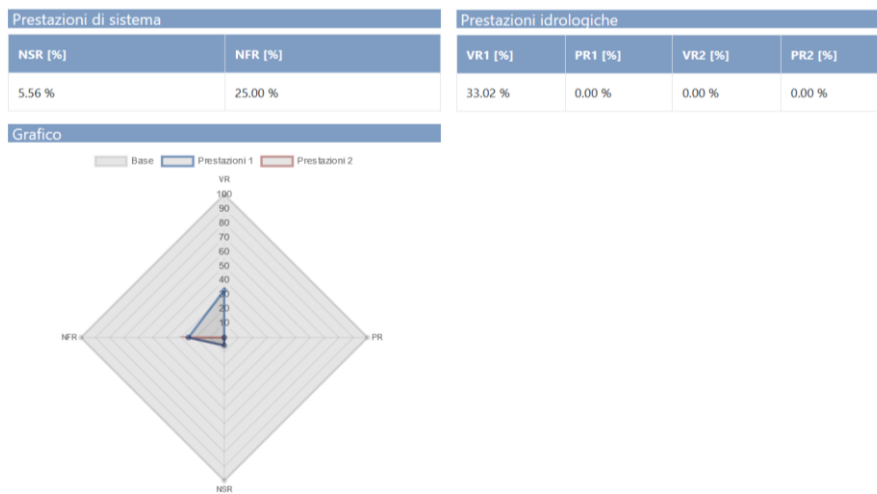 Prestazioni di sistema
NSR [%] NFR [%]
5.56 % 25.00 %
Prestazioni idrologiche
VR1 [%] PR1 [%] VR2 [%] PR2 [%]
33.02 % 0.00 % 0.00 % 0.00 %
Grafico
Base Prestazioni 1 Prestazioni 2
VR
100
90
80
70
60
50
40
30
20
10
NFR PR
NSR